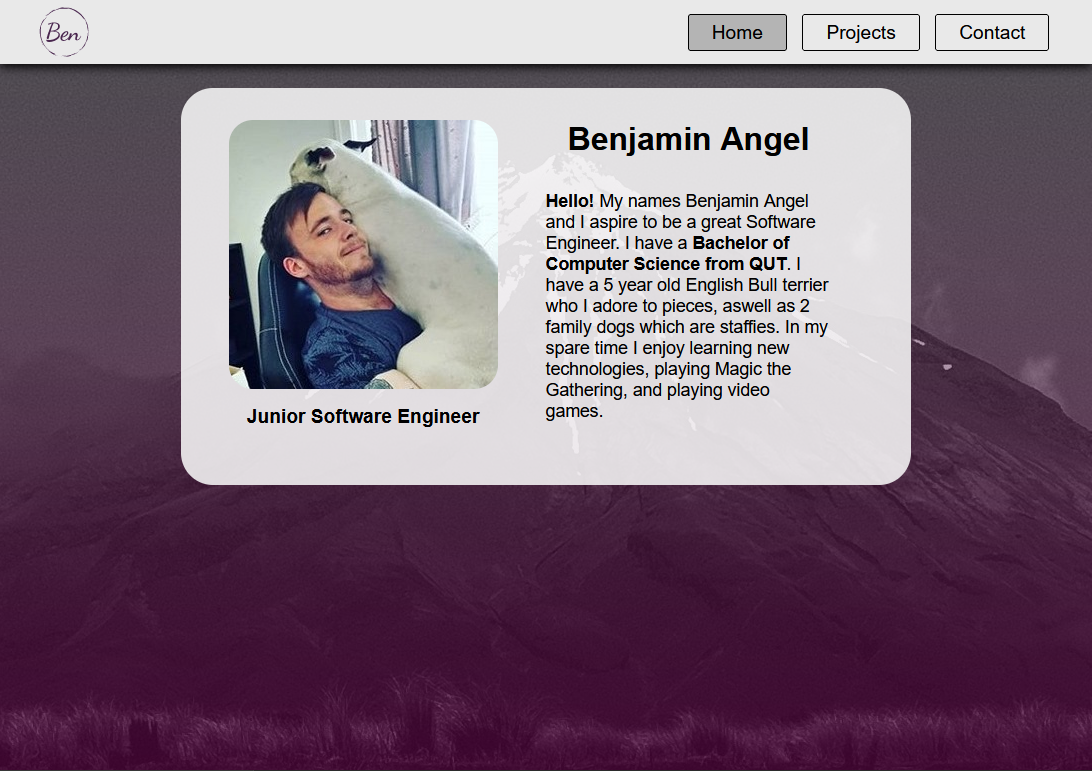 Ben
Home
Projects
Contact
Benjamin Angel
Hello! My names Benjamin Angel
and I aspire to be a great Software
Engineer. I have a Bachelor of
Computer Science from QUT. I
have a 5 year old English Bull terrier
who I adore to pieces, aswell as 2
family dogs which are staffies. In my
spare time I enjoy learning new
technologies, playing Magic the
Gathering, and playing video
games.
Junior Software Engineer